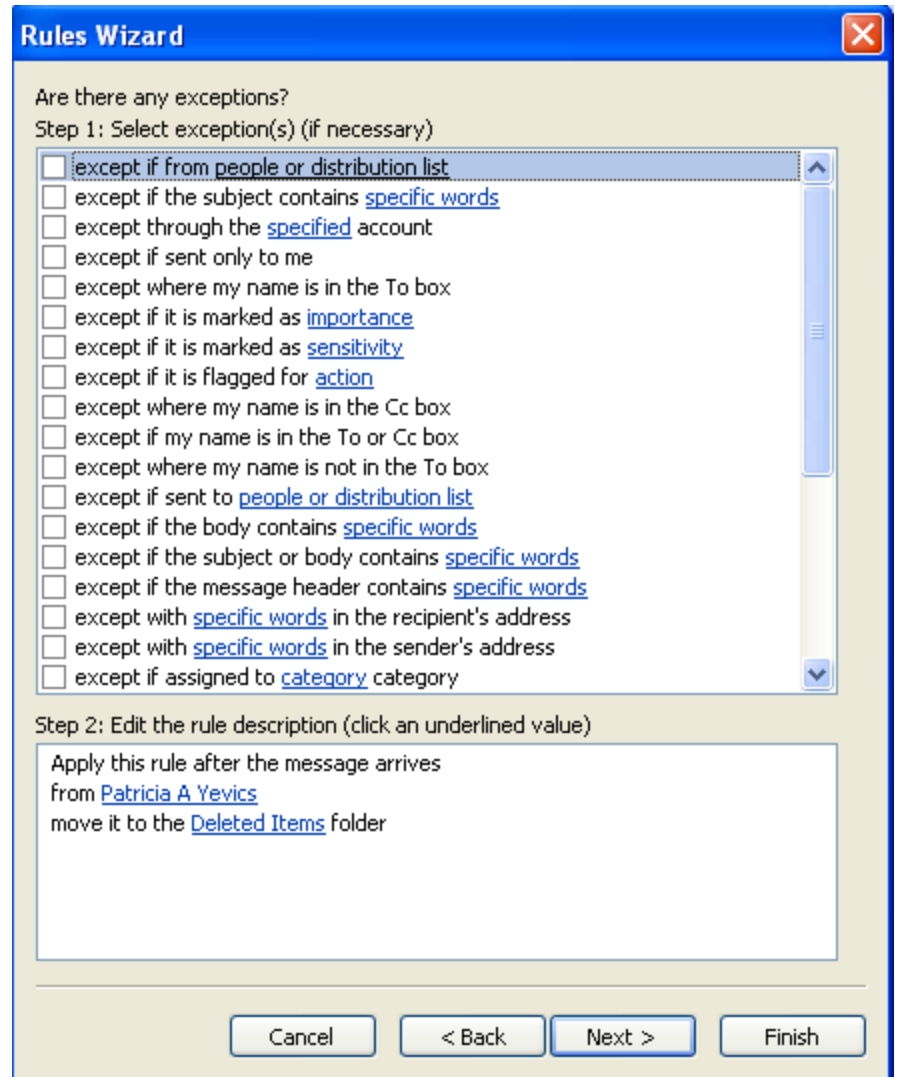 Rules Wizard
Are there any exceptions?
Step 1: Select exception(s) (if necessary)
except if from people or distribution list
except if the subject contains specific words
except through the specified account
except if sent only to me
except where my name is in the To box
except if it is marked as importance
except if it is marked as sensitivity
except if it is flagged for action
except where my name is in the Cc box
except if my name is in the To or Cc box
except where my name is not in the To box
except if sent to people or distribution list
except if the body contains specific words
except if the subject or body contains specific words
except if the message header contains specific words
except with specific words in the recipient's address
except with specific words in the sender's address
except if assigned to category category
Step 2: Edit the rule description (click an underlined value)
Apply this rule after the message arrives
from Patricia A Yevics
move it to the Deleted Items folder
Cancel < Back Next > Finish